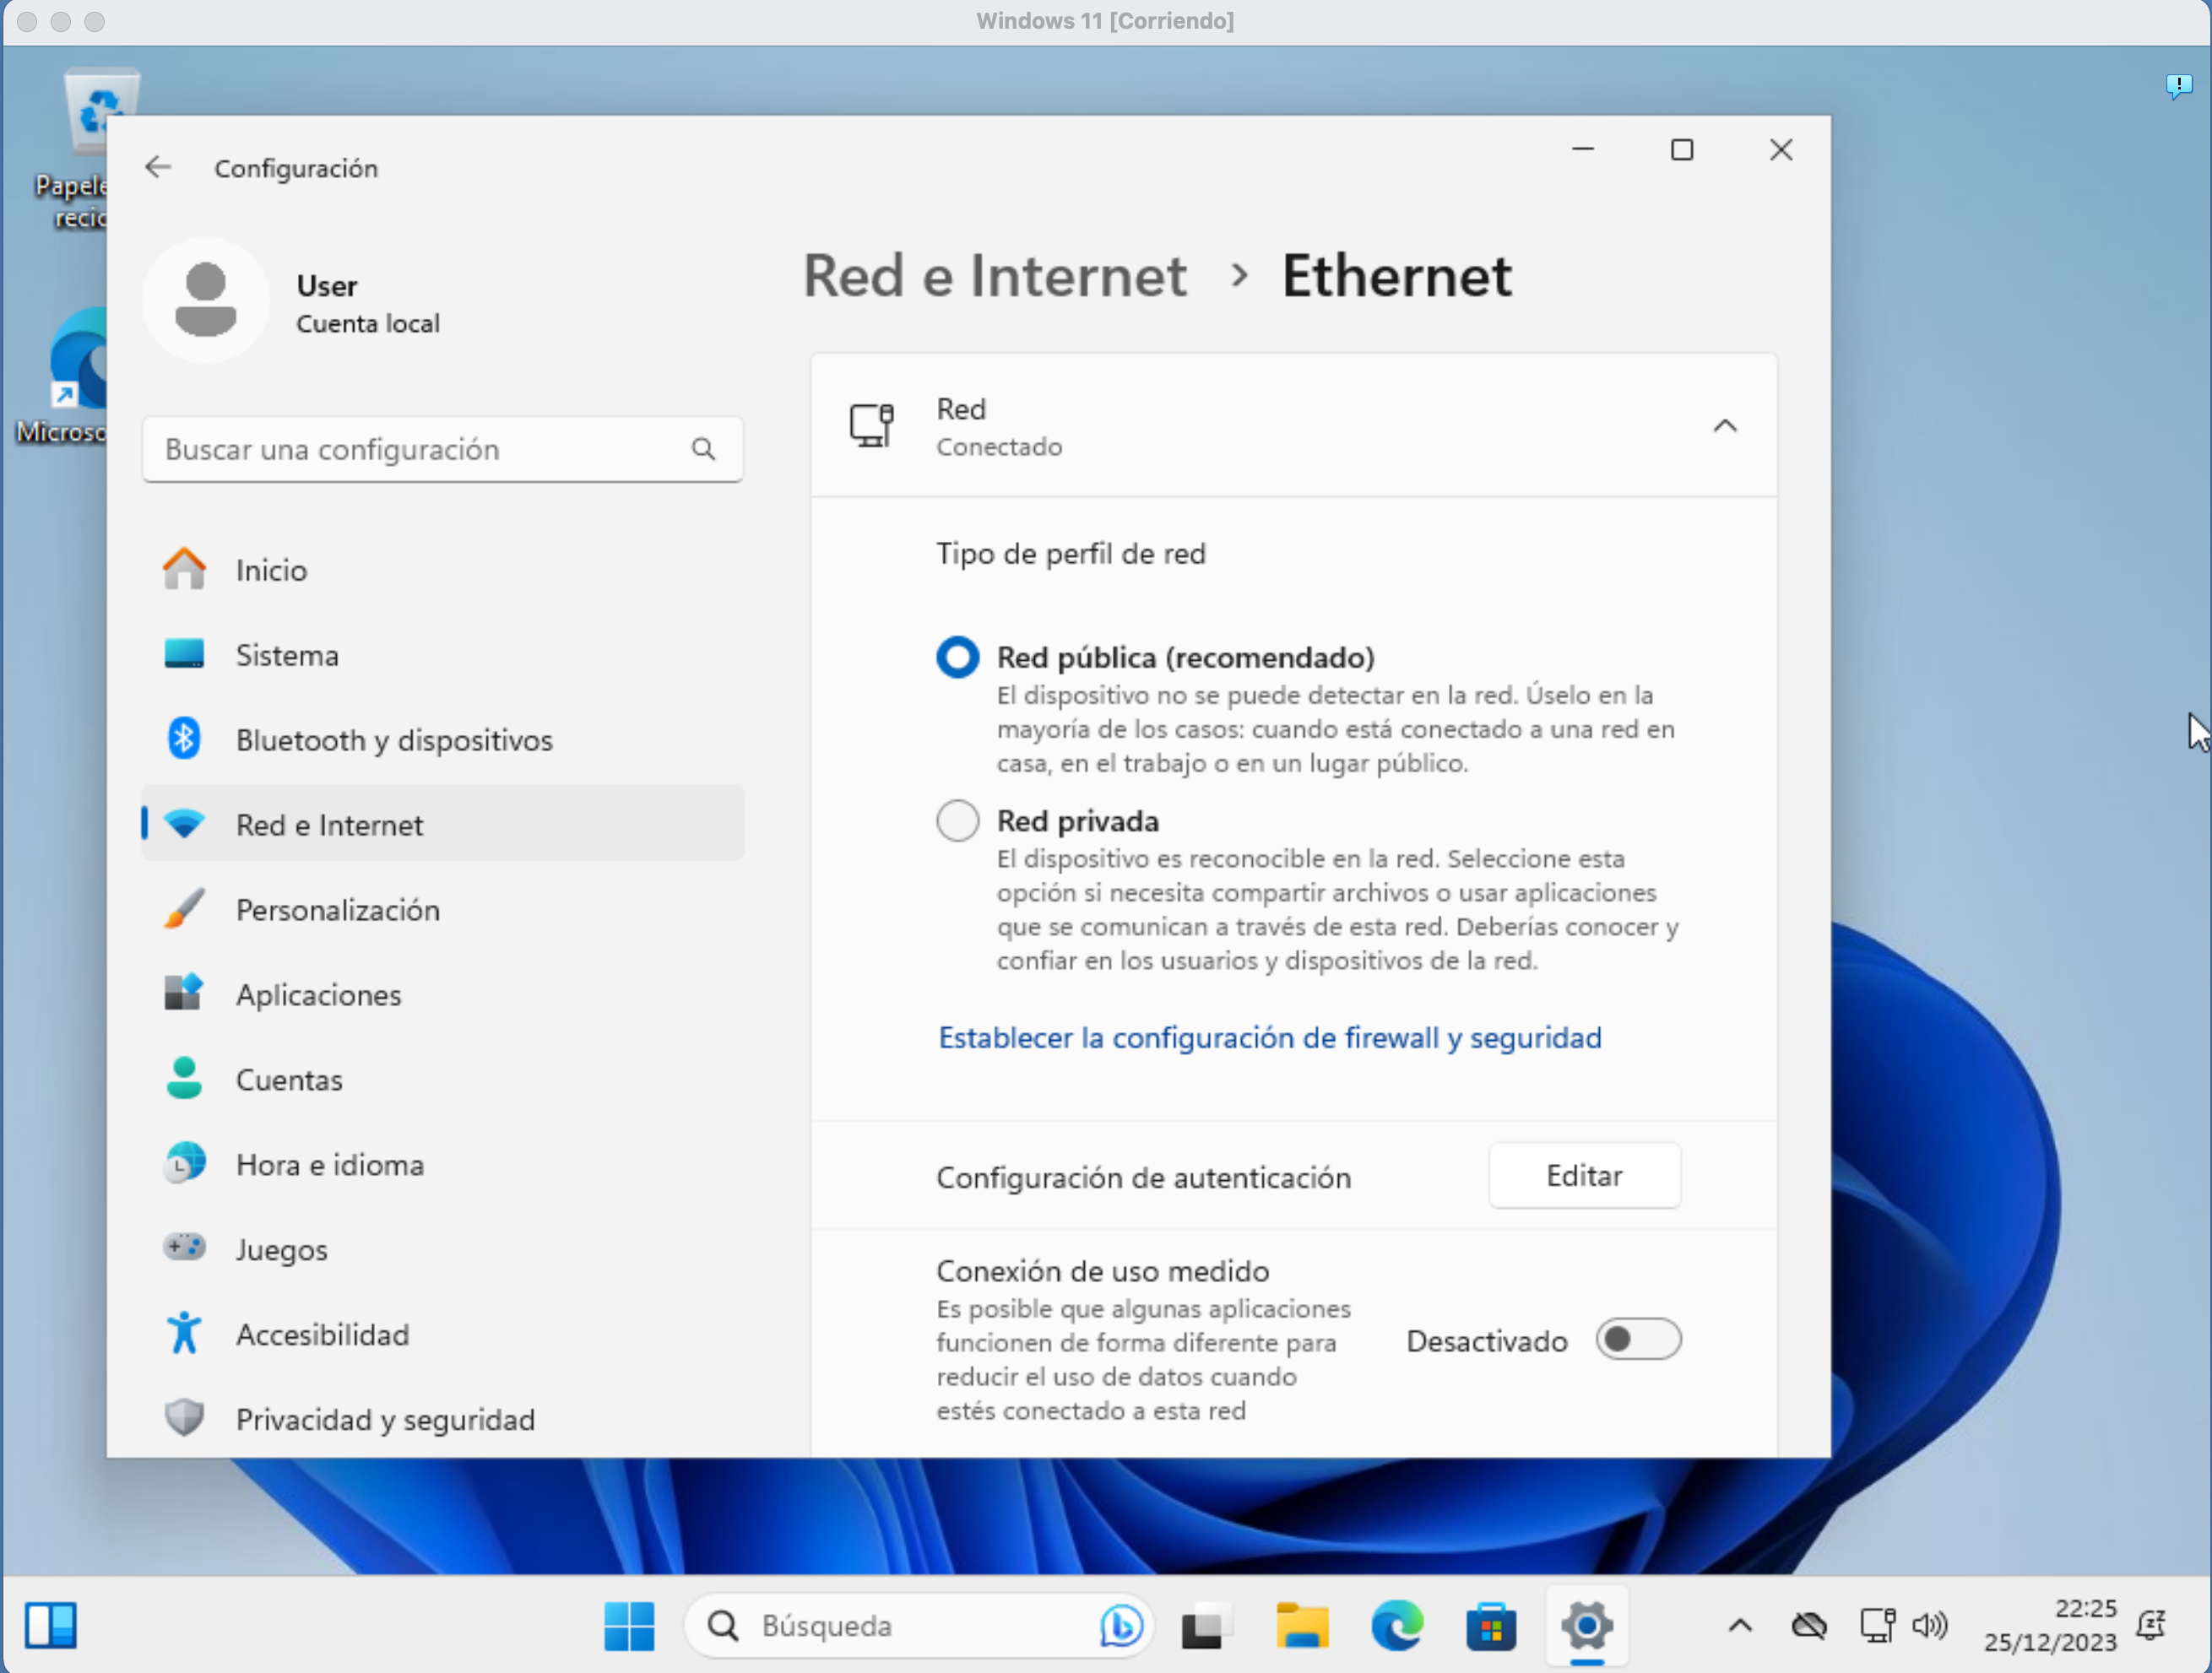 Windows 11 [Corriendo]
Configuración
User
Cuenta local
Buscar una configuración
Inicio
Sistema
Bluetooth y dispositivos
Red e Internet
Personalización
Aplicaciones
Cuentas
Hora e idioma
Juegos
Accesibilidad
Privacidad y seguridad
Red e Internet › Ethernet
Red
Conectado
Tipo de perfil de red
Red pública (recomendado)
El dispositivo no se puede detectar en la red. Úselo en la
mayoría de los casos: cuando está conectado a una red en
casa, en el trabajo o en un lugar público.
Red privada
El dispositivo es reconocible en la red. Seleccione esta
opción si necesita compartir archivos o usar aplicaciones
que se comunican a través de esta red. Deberías conocer y
confiar en los usuarios y dispositivos de la red.
Establecer la configuración de firewall y seguridad
Configuración de autenticación
Editar
Conexión de uso medido
Es posible que algunas aplicaciones
funcionen de forma diferente para
reducir el uso de datos cuando
estés conectado a esta red
Desactivado
Búsqueda
22:25
25/12/2023